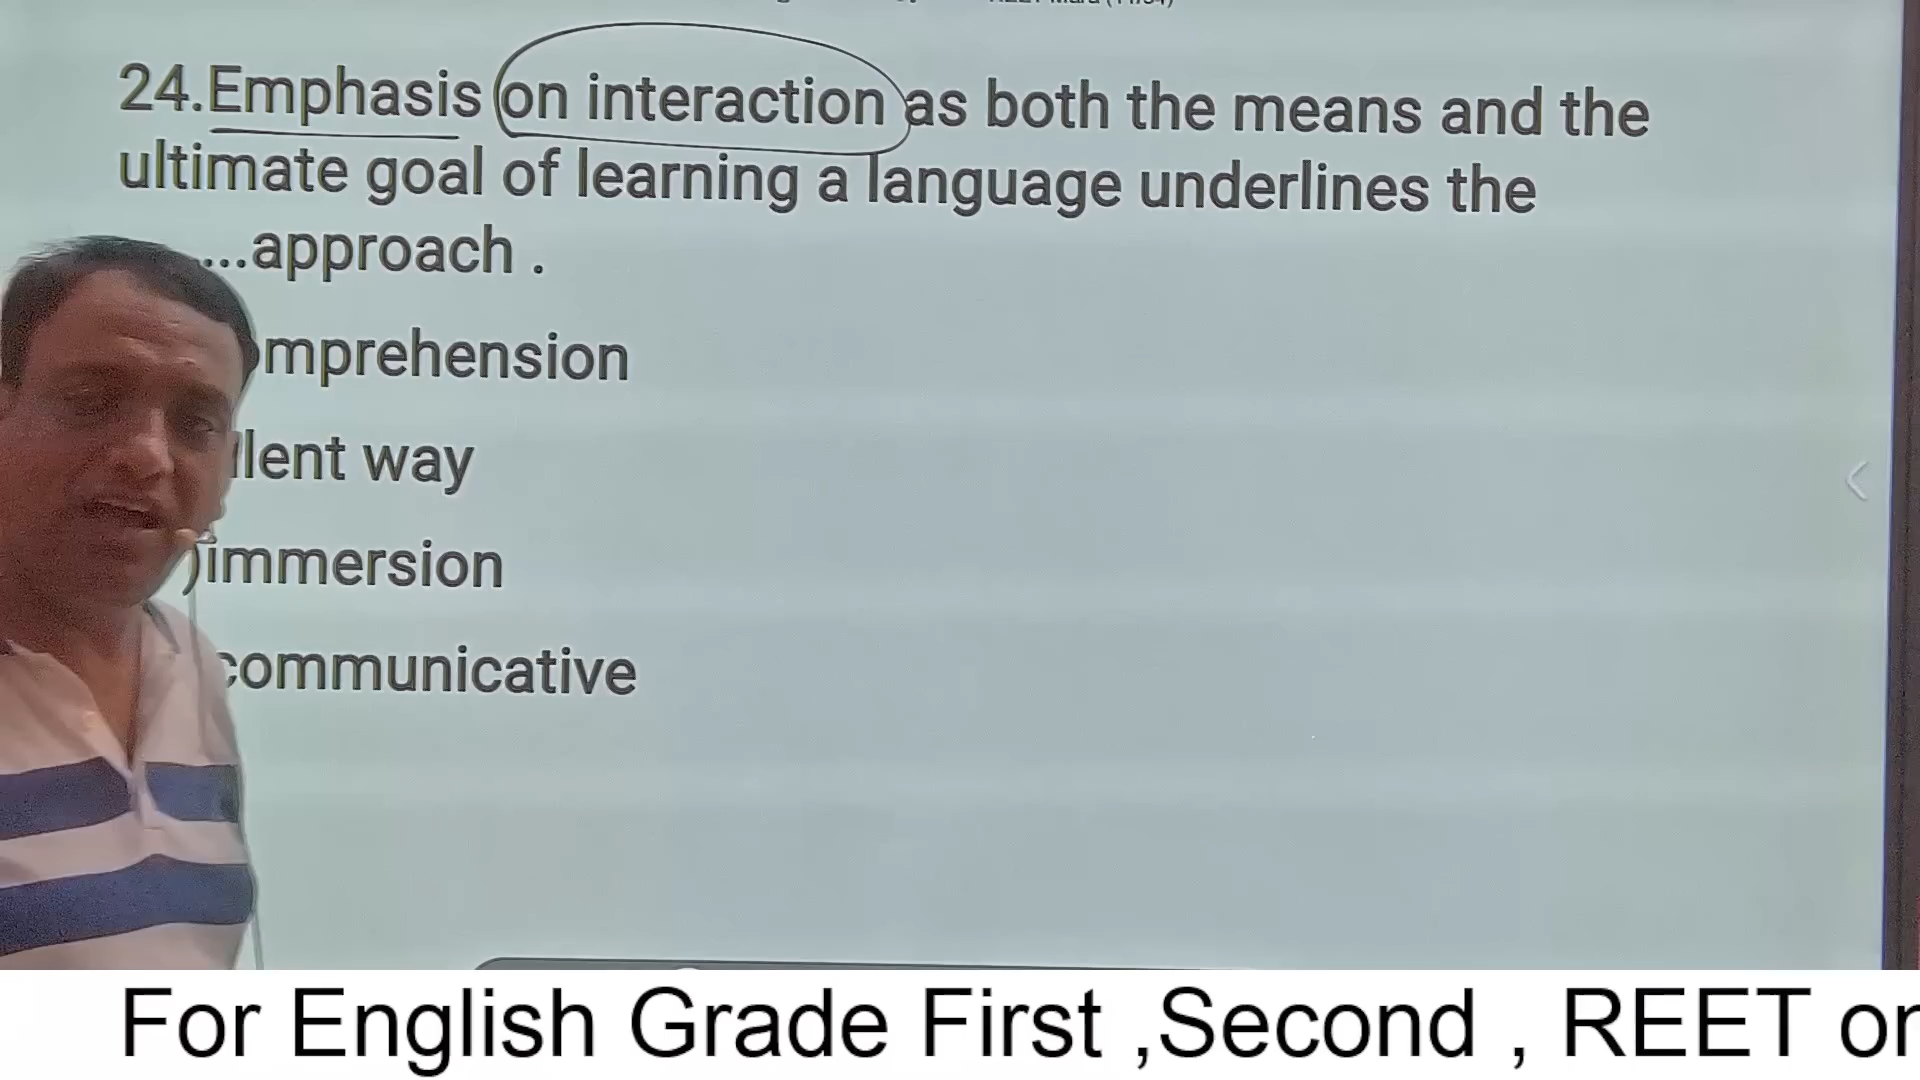 24.Emphasis on interaction as both the means and the
ultimate goal of learning a language underlines the
...approach .
omprehension
lent way
)immersion
communicative
For English Grade First ,Second , REET or